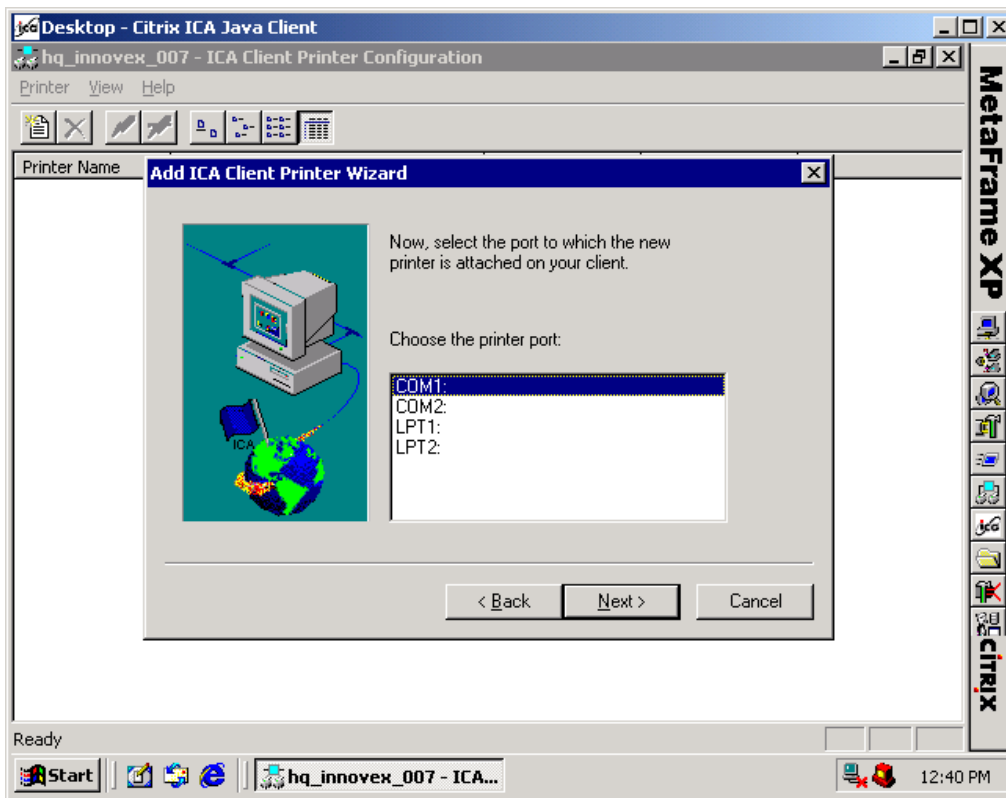 Desktop - Citrix ICA Java Client
hq_innovex_007 - ICA Client Printer Configuration
Printer View Help
Printer Name
Add ICA Client Printer Wizard
Now, select the port to which the new
printer is attached on your client.
Choose the printer port:
COM1:
COM2:
LPT1:
LPT2:
ICA
< Back
Next >
Cancel
Ready
Start
hq_innovex_007 - ICA...
12:40 PM
MetaFrame XP
ica
CITRIX